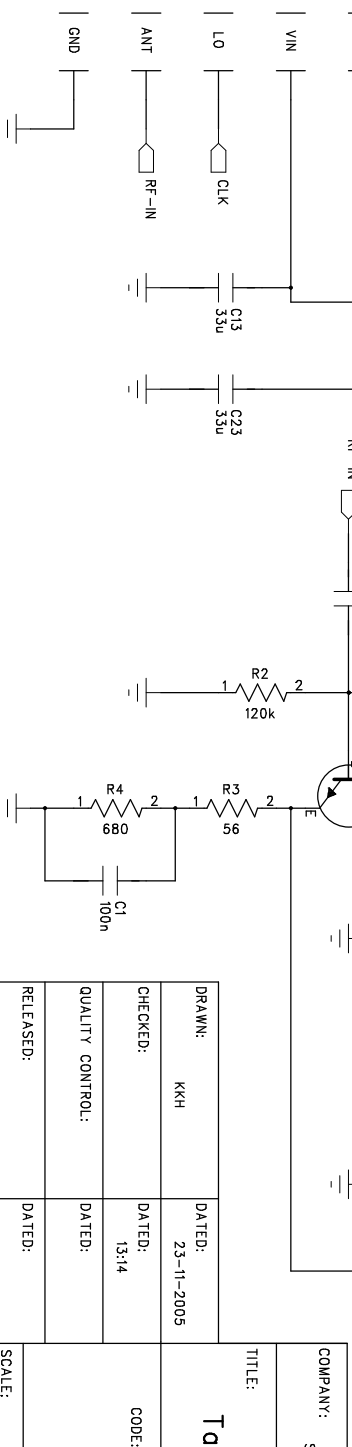 GND
ANT
LO
VIN
RF-IN
CLK
C13
33u
C23
33u
R2
1
2
120k
R4
1
2
680
R3
1
2
56
E
C1
100n
DRAWN:
KKH
DATED:
23-11-2005
CHECKED:
DATED:
13:14
QUALITY CONTROL:
DATED:
RELEASED:
DATED:
COMPANY:
TITLE:
Ta
CODE:
SCALE: